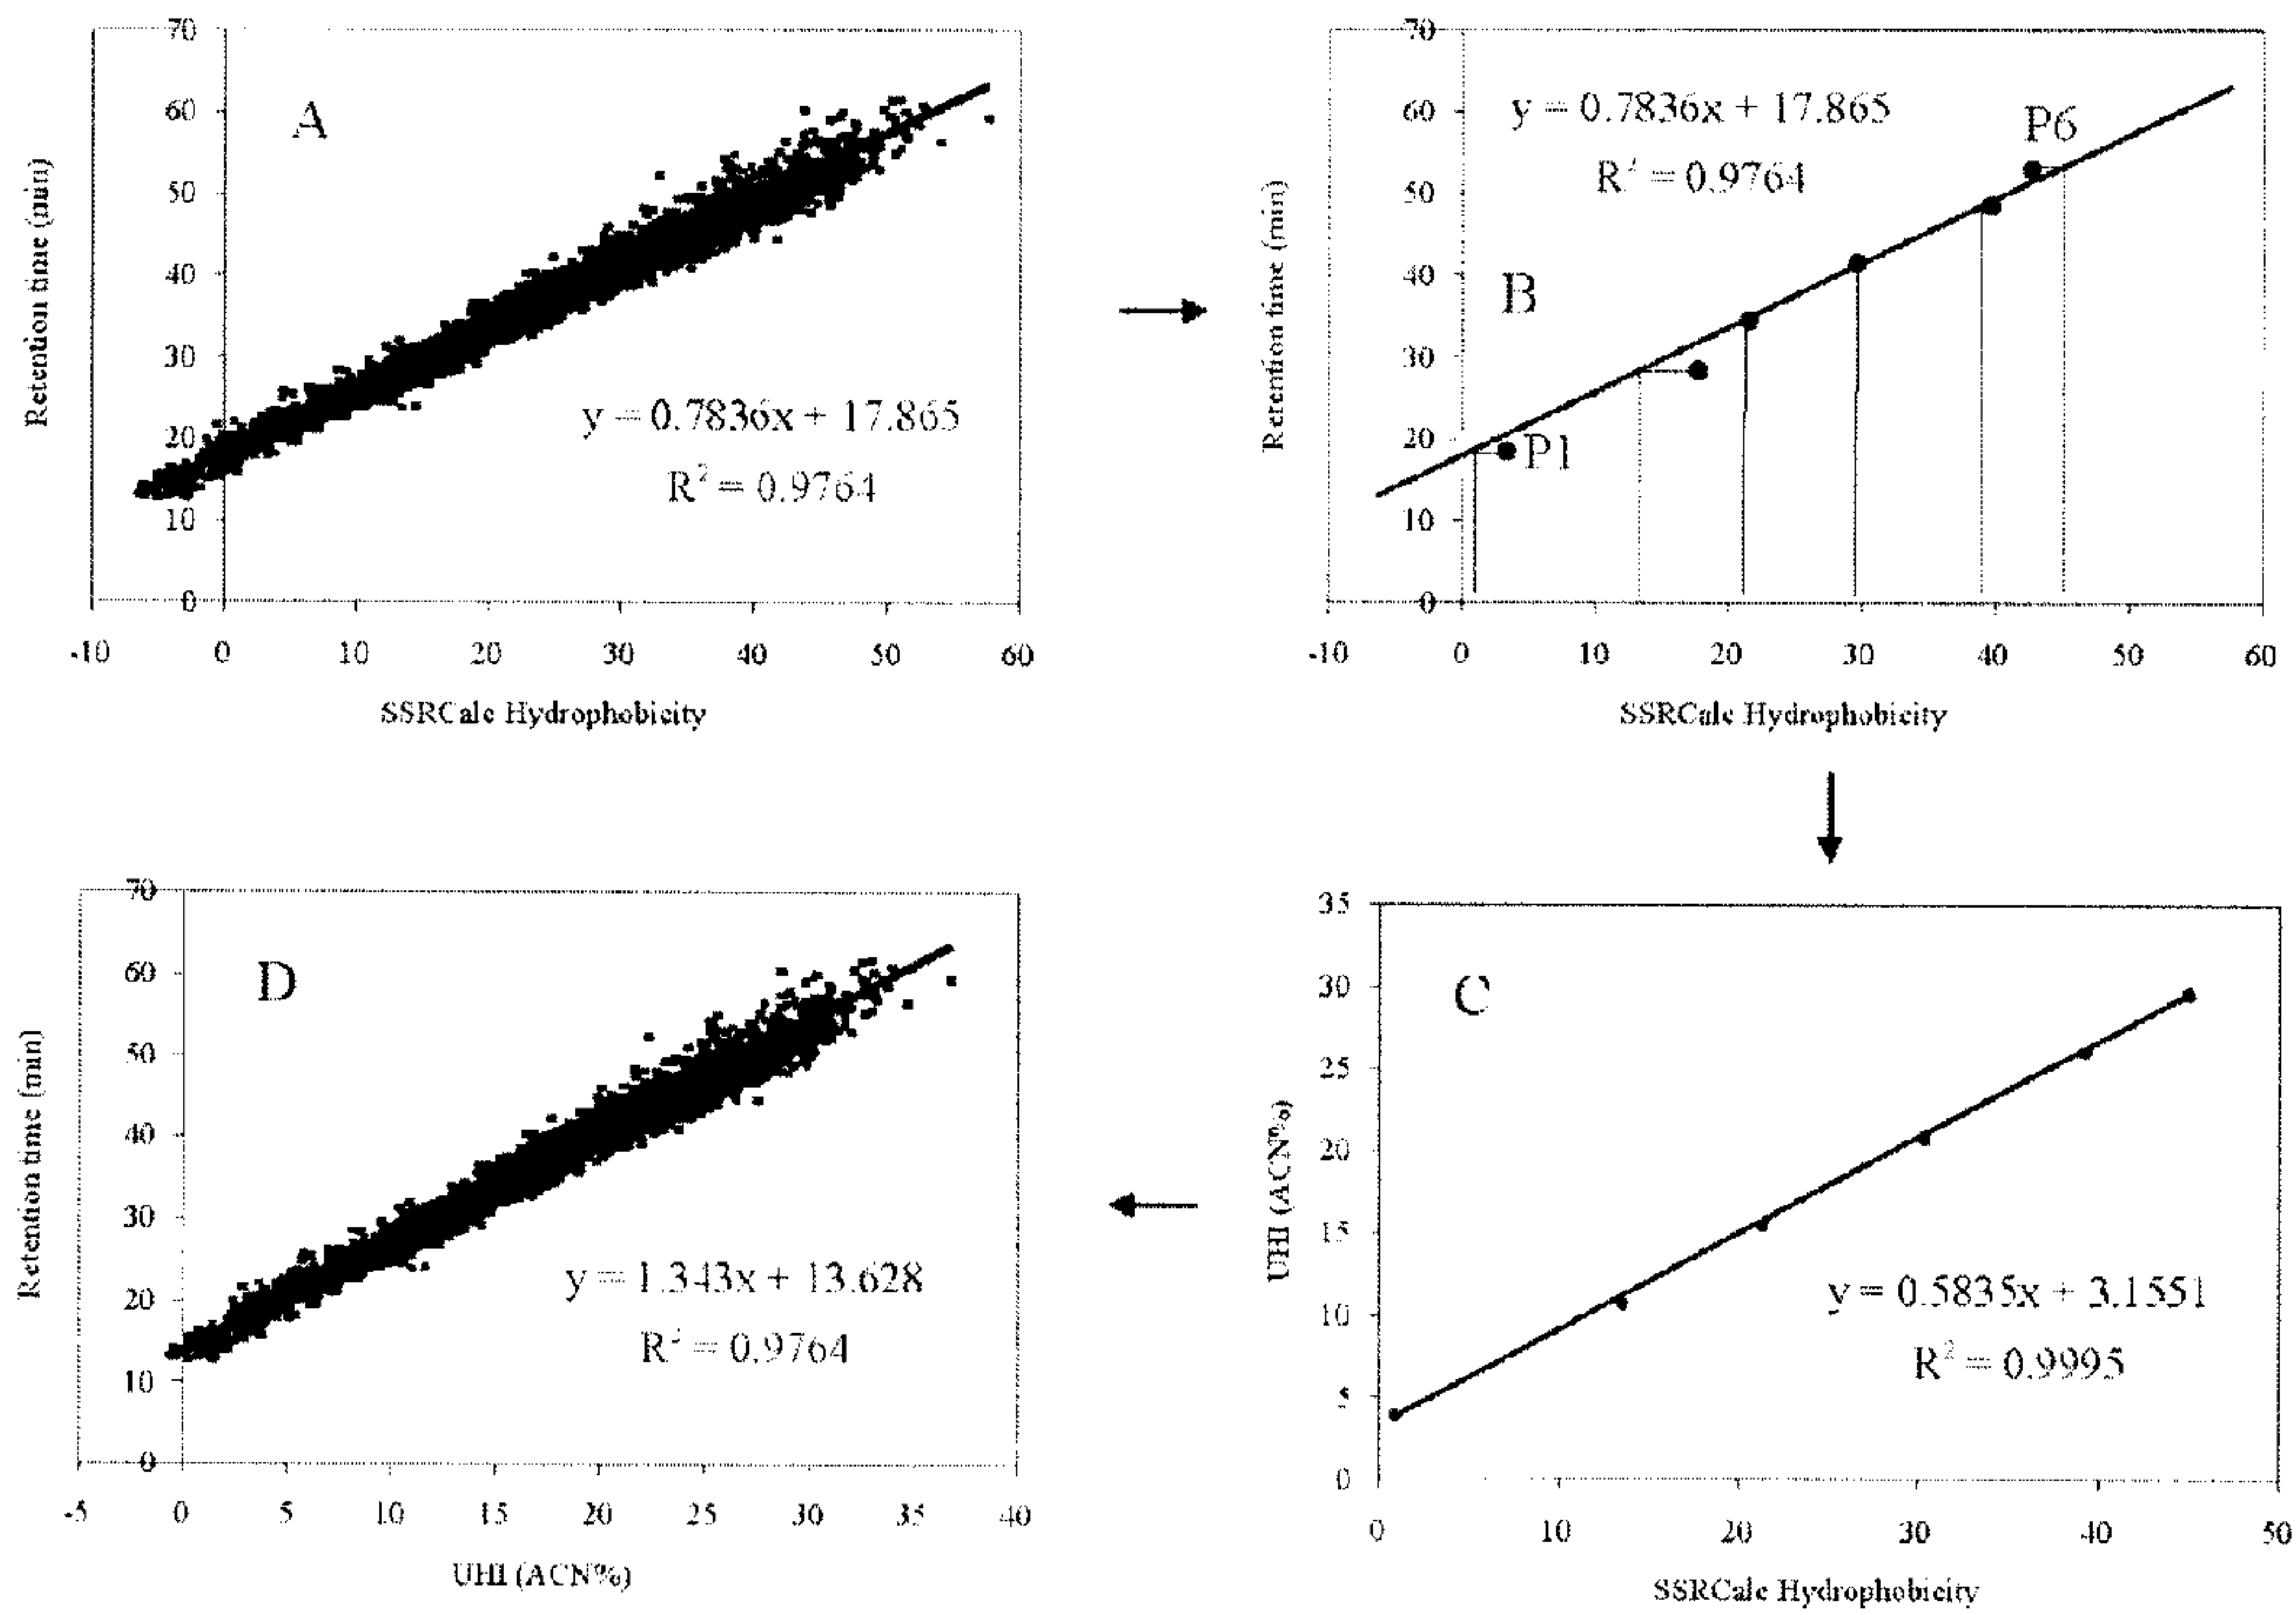 A
70
60
50
40
30
20
10
0
-10 0 10 20 30 40 50 60
Retention time (min)
y = 0.7836x + 17.865
R² = 0.9764
SSRCalc Hydrophobicity
B
70
60
50
40
30
20
10
0
-10 0 10 20 30 40 50 60
Retention time (min)
y = 0.7836x + 17.865
R² = 0.9764
P6
P1
SSRCalc Hydrophobicity
D
70
60
50
40
30
20
10
0
-5 0 5 10 15 20 25 30 35 40
Retention time (min)
y = 1.343x + 13.628
R² = 0.9764
UHI (ACN%)
C
35
30
25
20
15
10
5
0
0 10 20 30 40 50
UHI (ACN%)
y = 0.5835x + 3.1551
R² = 0.9995
SSRCalc Hydrophobicity